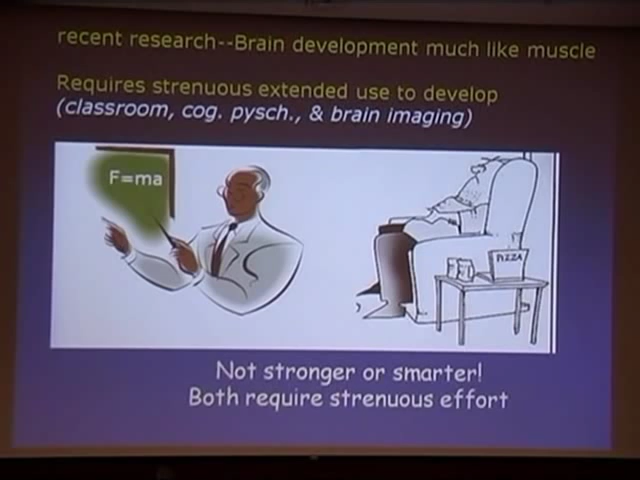 recent research--Brain development much like muscle
Requires strenuous extended use to develop
(classroom, cog. pysch., & brain imaging)
F=ma
PIZZA
Not stronger or smarter!
Both require strenuous effort